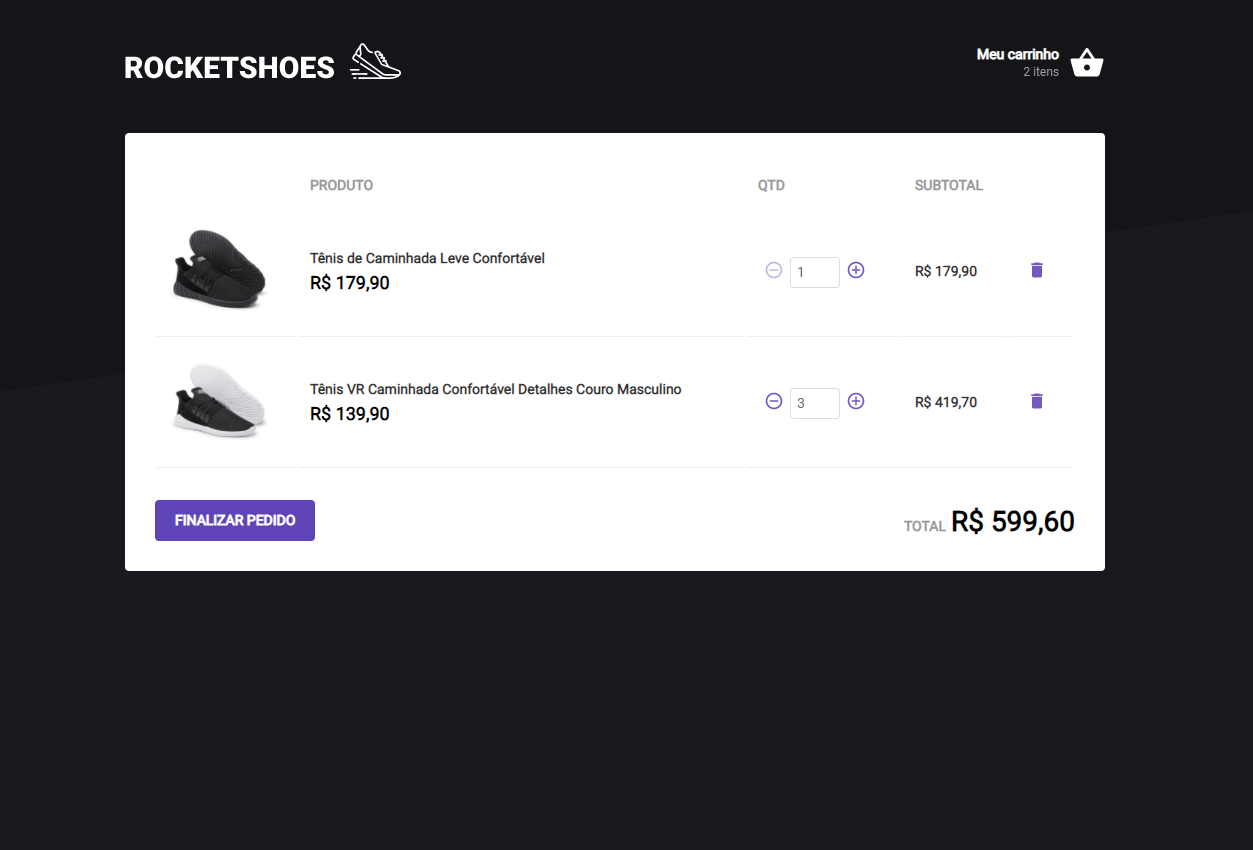 ROCKETSHOES
Meu carrinho
2 itens
PRODUTO QTD SUBTOTAL
Tênis de Caminhada Leve Confortável
R$ 179,90
1
R$ 179,90
Tênis VR Caminhada Confortável Detalhes Couro Masculino
R$ 139,90
3
R$ 419,70
FINALIZAR PEDIDO
TOTAL R$ 599,60